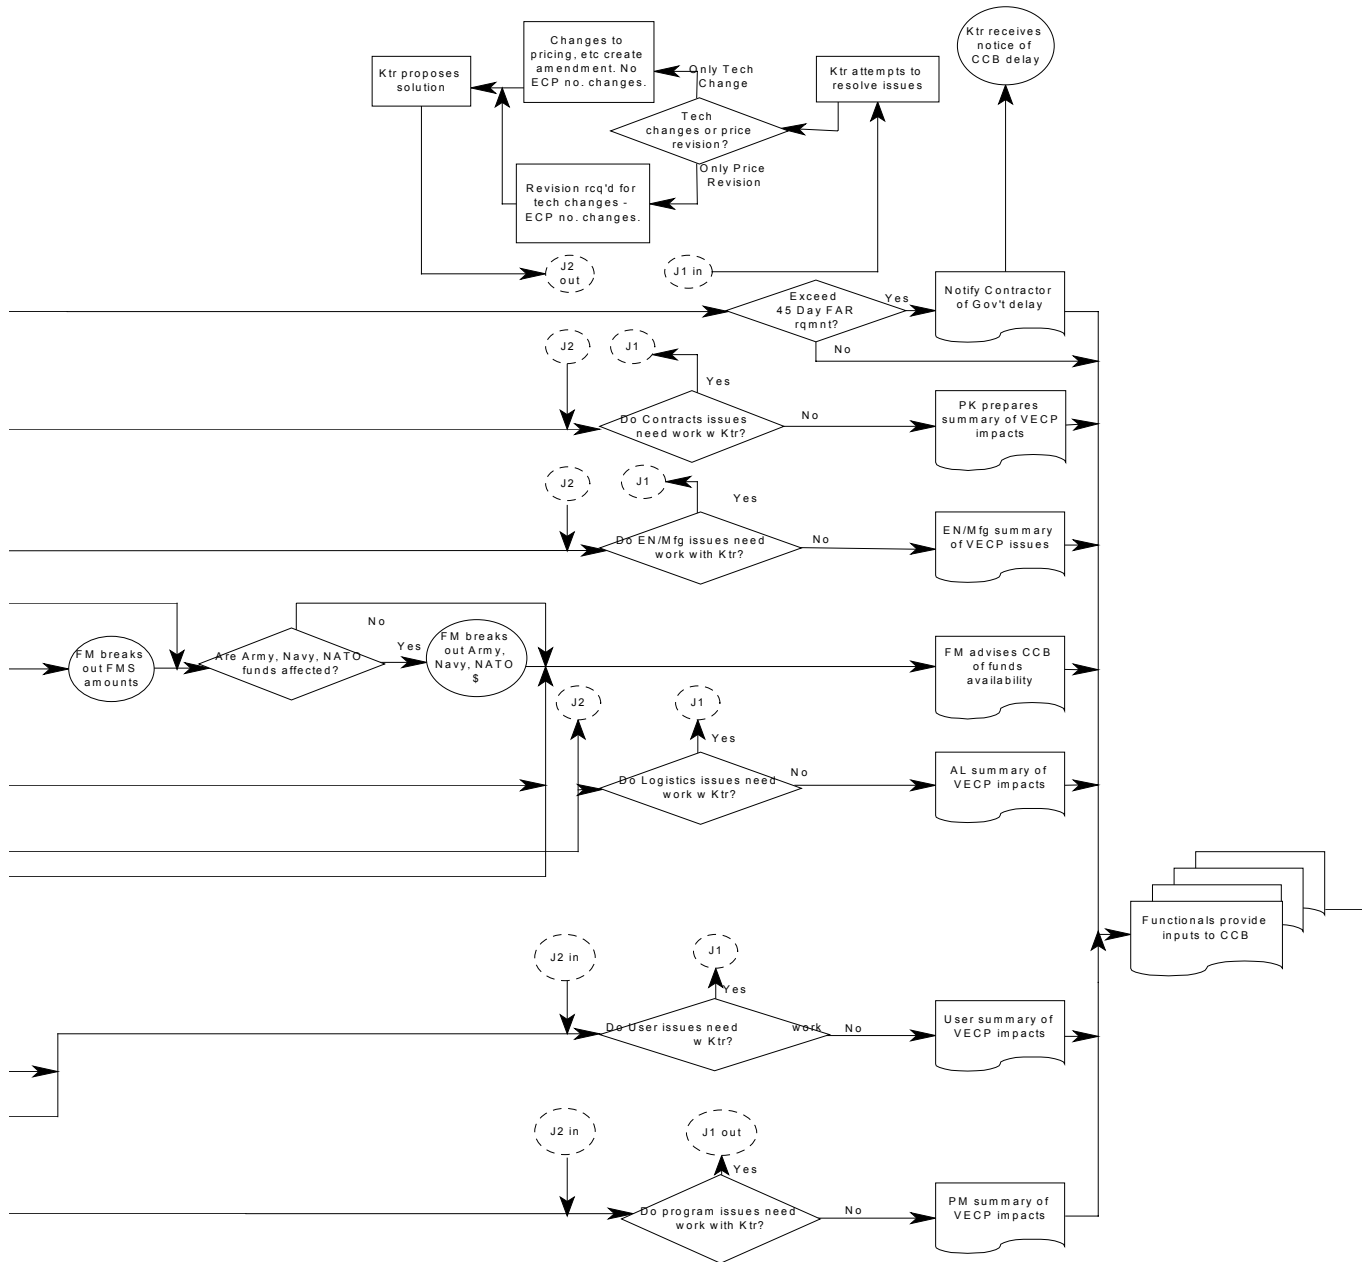 Ktr receives
notice of
CCB delay
Changes to
pricing, etc create
amendment. No
ECP no. changes.
Ktr proposes
solution
Only Tech
Change
Ktr attempts to
resolve issues
Tech
changes or price
revision?
Only Price
Revision
Revision rcq'd for
tech changes -
ECP no. changes.
J2
out
J1 in
Exceed
45 Day FAR
rqmnt?
Yes
No
Notify Contractor
of Gov't delay
J2
J1
Yes
Do Contracts issues
need work w Ktr?
No
PK prepares
summary of VECP
impacts
J2
J1
Yes
Do EN/Mfg issues need
work with Ktr?
No
EN/Mfg summary
of VECP issues
FM breaks
out FMS
amounts
Are Army, Navy, NATO
funds affected?
No
Yes
FM breaks
out Army,
Navy, NATO
$
FM advises CCB
of funds
availability
J2
J1
Yes
Do Logistics issues need
work w Ktr?
No
AL summary of
VECP impacts
Functionals provide
inputs to CCB
J2 in
J1
Yes
Do User issues need work
w Ktr?
No
User summary of
VECP impacts
J2 in
J1 out
Yes
Do program issues need
work with Ktr?
No
PM summary of
VECP impacts